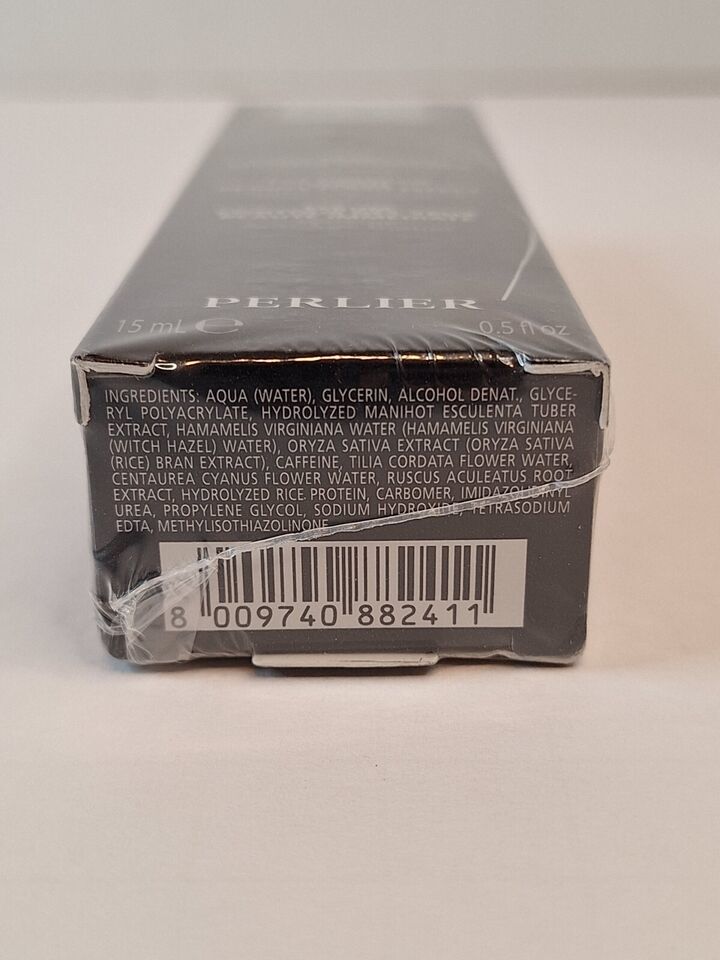 PERLIER
15 mL ℮ 0.5 fl oz
INGREDIENTS: AQUA (WATER), GLYCERIN, ALCOHOL DENAT., GLYCE-
RYL POLYACRYLATE, HYDROLYZED MANIHOT ESCULENTA TUBER
EXTRACT, HAMAMELIS VIRGINIANA WATER (HAMAMELIS VIRGINIANA
(WITCH HAZEL) WATER), ORYZA SATIVA EXTRACT (ORYZA SATIVA
(RICE) BRAN EXTRACT), CAFFEINE, TILIA CORDATA FLOWER WATER,
CENTAUREA CYANUS FLOWER WATER, RUSCUS ACULEATUS ROOT
EXTRACT, HYDROLYZED RICE PROTEIN, CARBOMER, IMIDAZOLIDINYL
UREA, PROPYLENE GLYCOL, SODIUM HYDROXIDE, TETRASODIUM
EDTA, METHYLISOTHIAZOLINONE
8 009740 882411